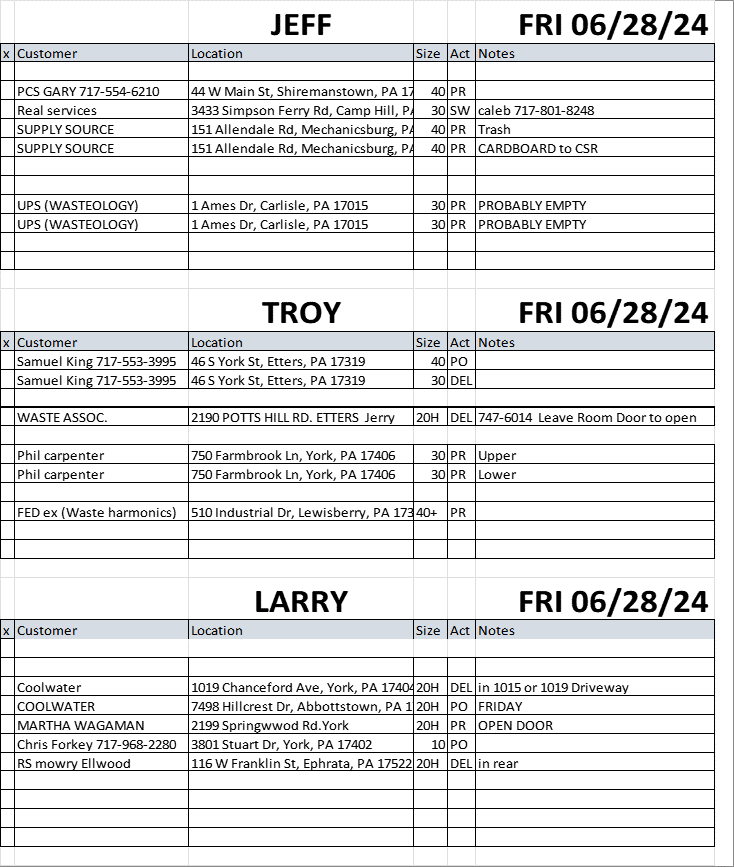 JEFF FRI 06/28/24
x Customer Location Size Act Notes
PCS GARY 717-554-6210 44 W Main St, Shiremanstown, PA 17 40 PR
Real services 3433 Simpson Ferry Rd, Camp Hill, PA 30 SW caleb 717-801-8248
SUPPLY SOURCE 151 Allendale Rd, Mechanicsburg, PA 40 PR Trash
SUPPLY SOURCE 151 Allendale Rd, Mechanicsburg, PA 40 PR CARDBOARD to CSR
UPS (WASTEOLOGY) 1 Ames Dr, Carlisle, PA 17015 30 PR PROBABLY EMPTY
UPS (WASTEOLOGY) 1 Ames Dr, Carlisle, PA 17015 30 PR PROBABLY EMPTY
TROY FRI 06/28/24
x Customer Location Size Act Notes
Samuel King 717-553-3995 46 S York St, Etters, PA 17319 40 PO
Samuel King 717-553-3995 46 S York St, Etters, PA 17319 30 DEL
WASTE ASSOC. 2190 POTTS HILL RD. ETTERS Jerry 20H DEL 747-6014 Leave Room Door to open
Phil carpenter 750 Farmbrook Ln, York, PA 17406 30 PR Upper
Phil carpenter 750 Farmbrook Ln, York, PA 17406 30 PR Lower
FED ex (Waste harmonics) 510 Industrial Dr, Lewisberry, PA 173 40+ PR
LARRY FRI 06/28/24
x Customer Location Size Act Notes
Coolwater 1019 Chanceford Ave, York, PA 17404 20H DEL in 1015 or 1019 Driveway
COOLWATER 7498 Hillcrest Dr, Abbottstown, PA 1 20H PO FRIDAY
MARTHA WAGAMAN 2199 Springwwod Rd.York 20H PR OPEN DOOR
Chris Forkey 717-968-2280 3801 Stuart Dr, York, PA 17402 10 PO
RS mowry Ellwood 116 W Franklin St, Ephrata, PA 17522 20H DEL in rear